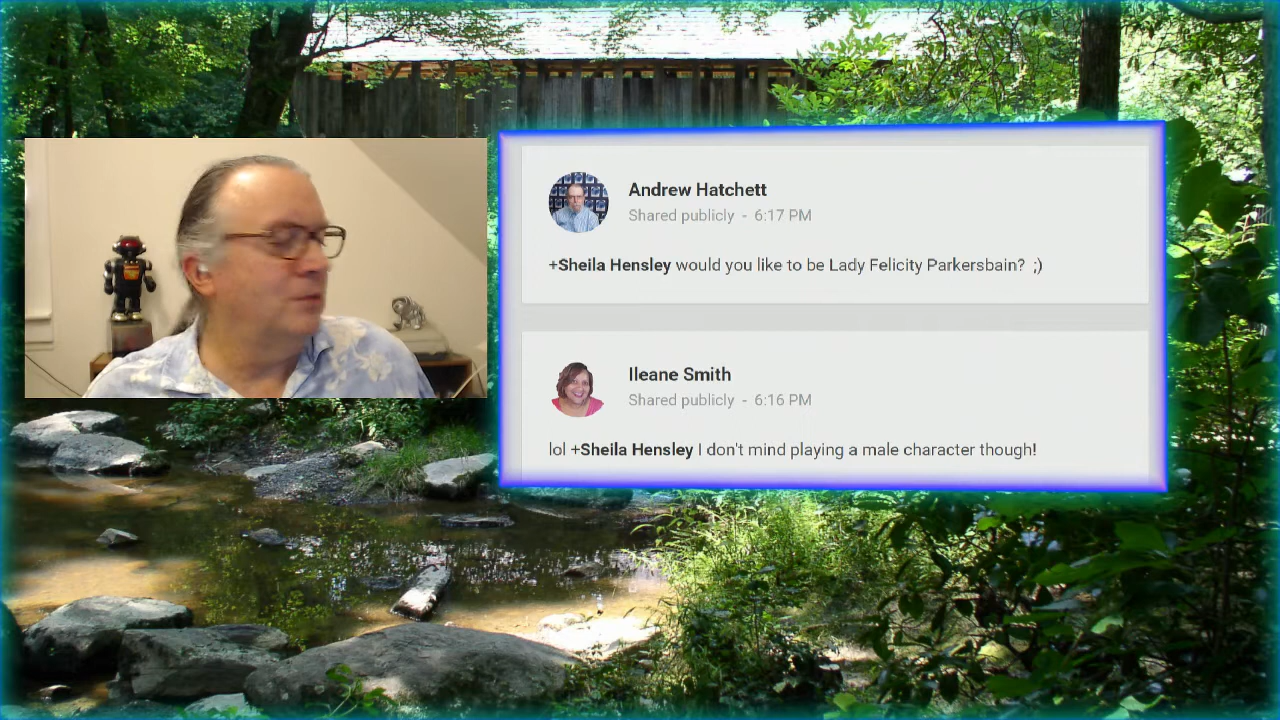 Andrew Hatchett
Shared publicly - 6:17 PM
+Sheila Hensley would you like to be Lady Felicity Parkersbain? ;)
Ileane Smith
Shared publicly - 6:16 PM
lol +Sheila Hensley I don't mind playing a male character though!